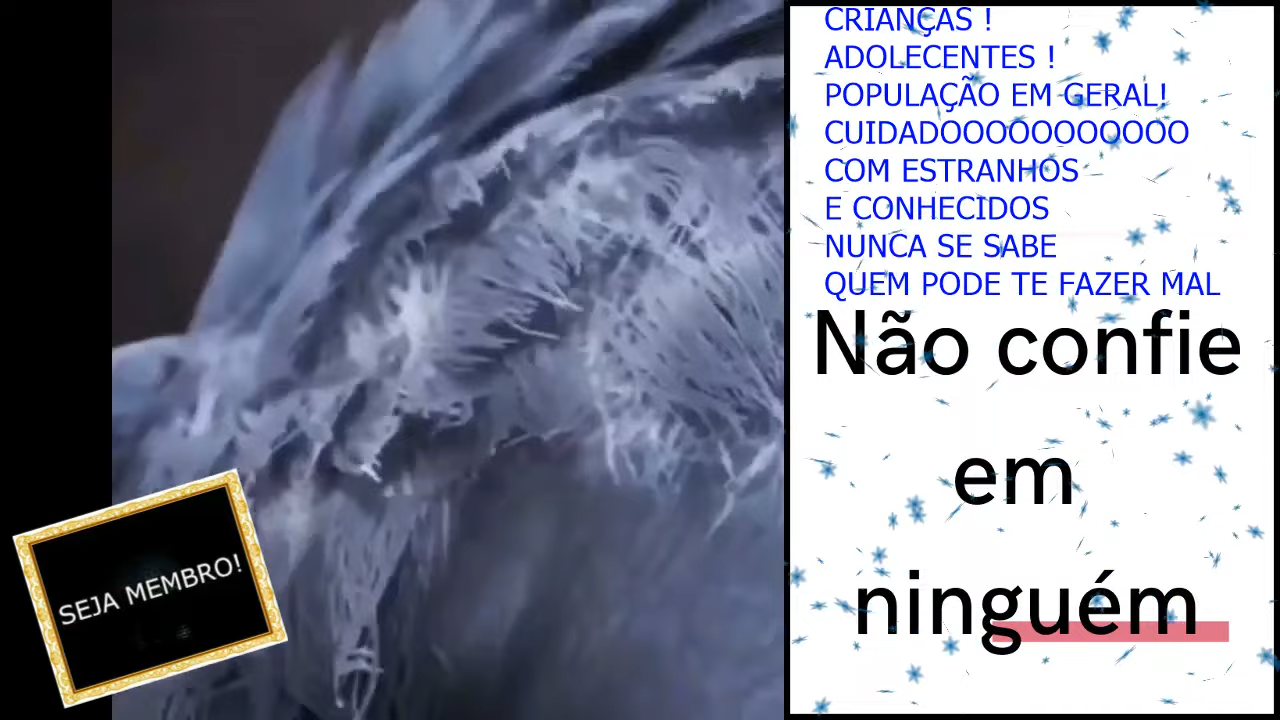 CRIANÇAS !
ADOLECENTES !
POPULAÇÃO EM GERAL!
CUIDADOOOOOOOOOOO
COM ESTRANHOS
E CONHECIDOS
NUNCA SE SABE
QUEM PODE TE FAZER MAL
Não confie
em
ninguém
SEJA MEMBRO!